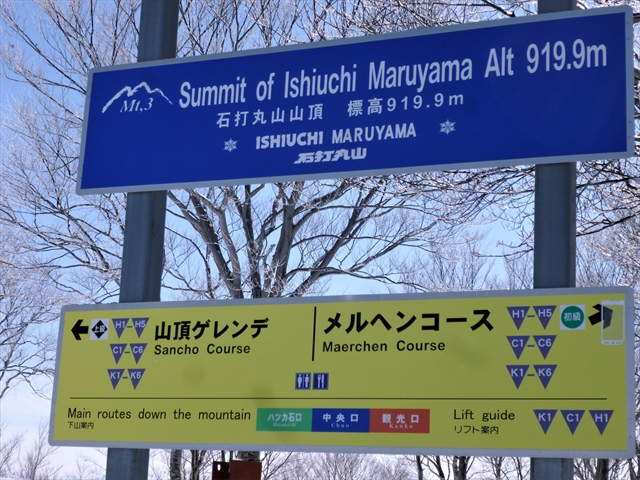 Mt,3
Summit of Ishiuchi Maruyama Alt 919.9m
石打丸山山頂 標高919.9m
ISHIUCHI MARUYAMA
石打丸山
上級 H1 H5 山頂ゲレンデ メルヘンコース H1 H5 初級
C1 C6 Sancho Course Maerchen Course C1 C6
K1 K6 K1 K6
Main routes down the mountain ハツカ石口 中央口 観光口 Lift guide K1 C1 H1
下山案内 Chuo Kanko リフト案内